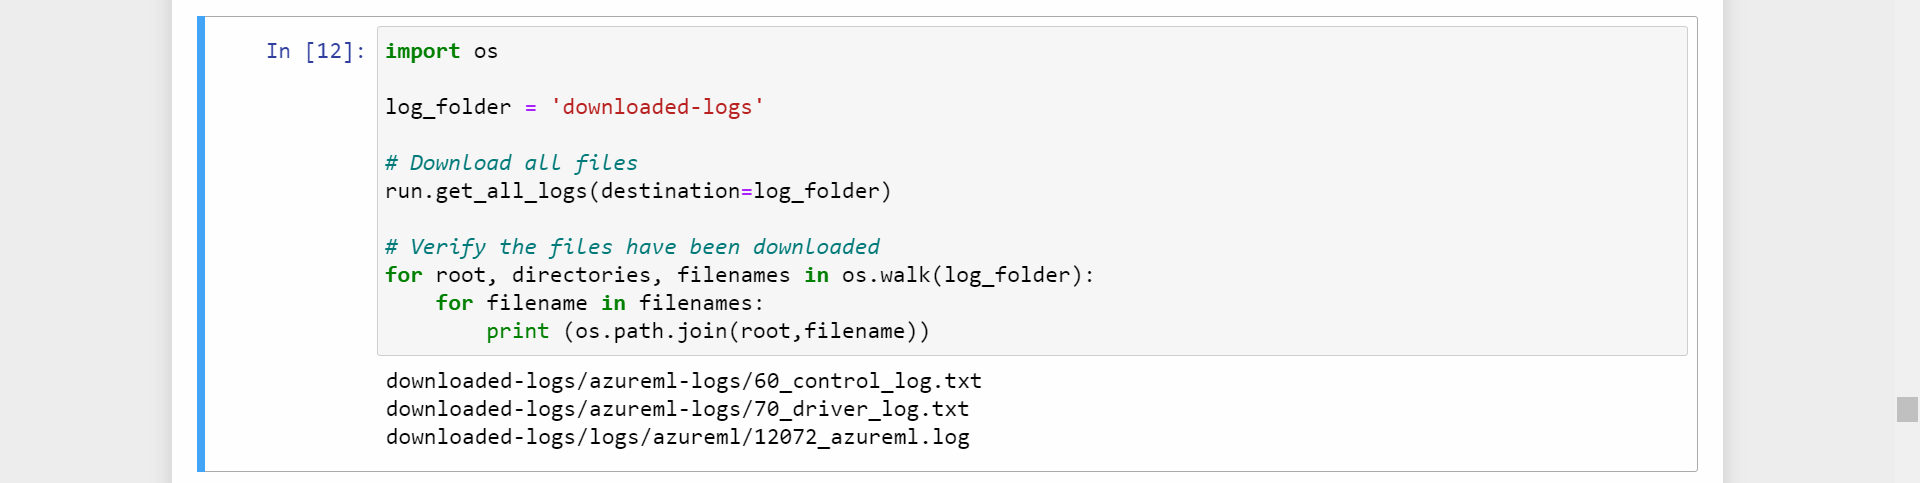 In [12]: import os
log_folder = 'downloaded-logs'
# Download all files
run.get_all_logs(destination=log_folder)
# Verify the files have been downloaded
for root, directories, filenames in os.walk(log_folder):
    for filename in filenames:
        print (os.path.join(root,filename))
downloaded-logs/azureml-logs/60_control_log.txt
downloaded-logs/azureml-logs/70_driver_log.txt
downloaded-logs/logs/azureml/12072_azureml.log